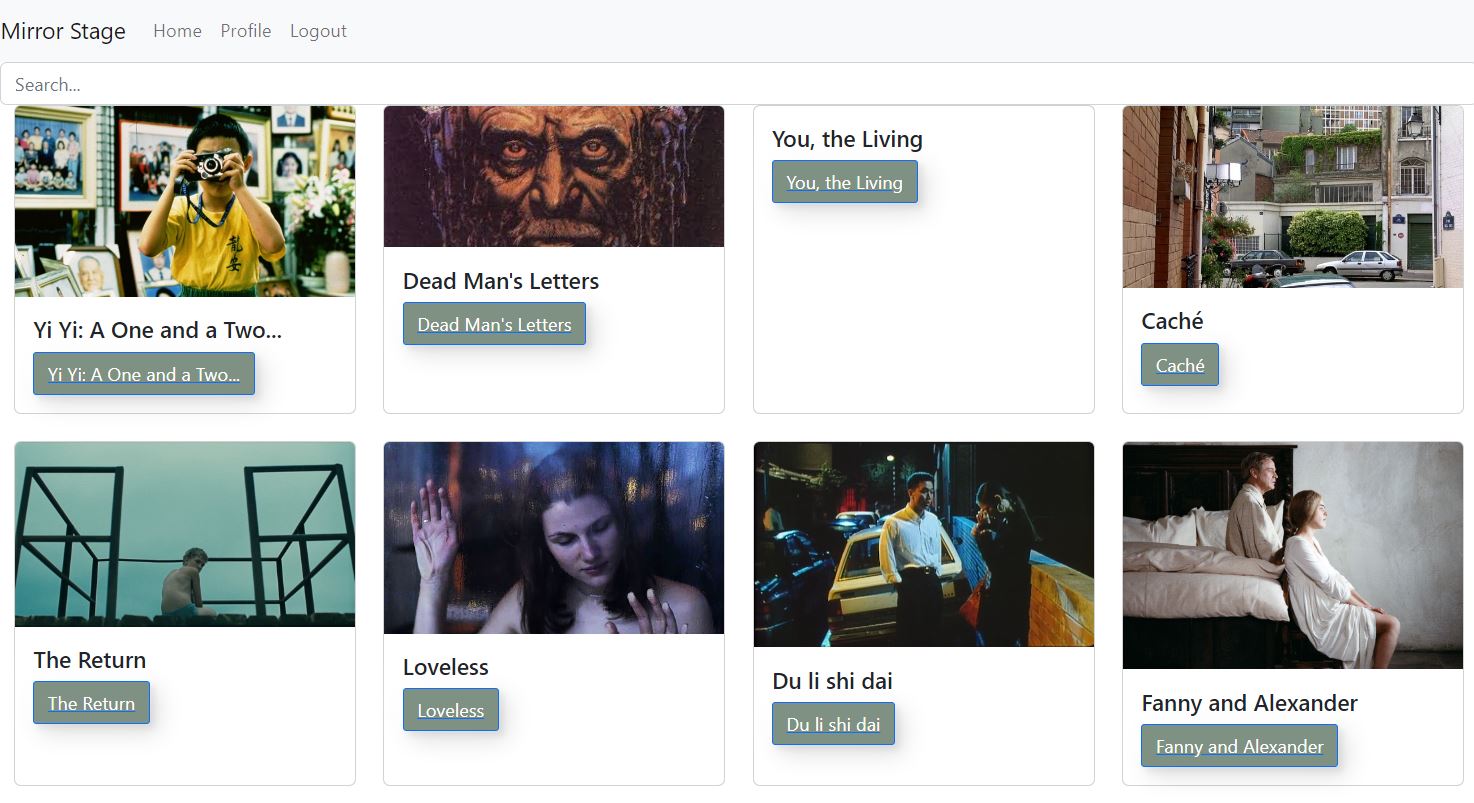 Mirror Stage Home Profile Logout
Search...
龍安
Yi Yi: A One and a Two...
Yi Yi: A One and a Two...
Dead Man's Letters
Dead Man's Letters
You, the Living
You, the Living
Caché
Caché
The Return
The Return
Loveless
Loveless
Du li shi dai
Du li shi dai
Fanny and Alexander
Fanny and Alexander